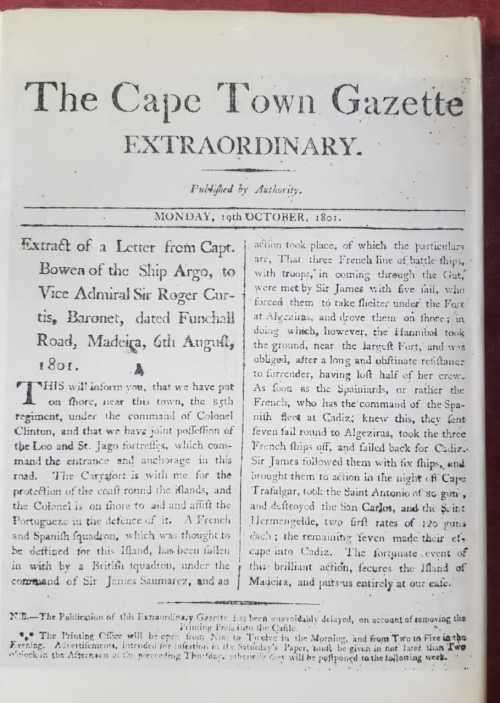 The Cape Town Gazette
EXTRAORDINARY.
Published by Authority.
MONDAY, 19th OCTOBER, 1801.
Extract of a Letter from Capt.
Bowen of the Ship Argo, to
Vice Admiral Sir Roger Cur-
tis, Baronet, dated Funchall
Road, Madeira, 6th August,
1801.
THIS will inform you, that we have put
on shore, near this town, the 85th
regiment, under the command of Colonel
Clinton, and that we have joint possession of
the Loo and St. Jago fortresses, which com-
mand the entrance and anchorage in this
road. The Carysfort is with me for the
protection of the coast round the islands, and
the Colonel is on shore to aid and assist the
Portugueze in the defence of it. A French
and Spanish squadron, which was thought to
be destined for this Island, has been fallen
in with by a British squadron, under the
command of Sir James Saumarez, and an
action took place, of which the particulars
are, That three French line of battle ships,
with troops, in coming through the Gut,
were met by Sir James with five sail, who
forced them to take shelter under the Fort
at Algeziras, and drove them on shore; in
doing which, however, the Hannibal took
the ground, near the largest Fort, and was
obliged, after a long and obstinate resistance
to surrender, having lost half of her crew.
As soon as the Spainiards, or rather the
French, who has the command of the Spa-
nish fleet at Cadiz, knew this, they sent
seven sail round to Algeziras, took the three
French ships off, and sailed back for Cadiz.
Sir James followed them with six ships, and
brought them to action in the night off Cape
Trafalgar, took the Saint Antonio of 80 guns,
and destroyed the San Carlos, and the Saint
Hermengelde, two first rates of 120 guns
each; the remaining seven made their es-
cape into Cadiz. The fortunate event of
this brilliant action, secures the Island of
Madeira, and puts us entirely at our ease.
N.B.—The Publication of this Extraordinary Gazette has been unavoidably delayed, on account of removing the
Printing Press into the Castle.
*** The Printing Office will be open from Nine to Twelve in the Morning, and from Two to Five in the
Evening. Advertisements, intended for insertion in the Saturday's Paper, must be given in not later than Two
o'clock in the Afternoon of the preceeding Thursday, otherwise they will be postponed to the following week.